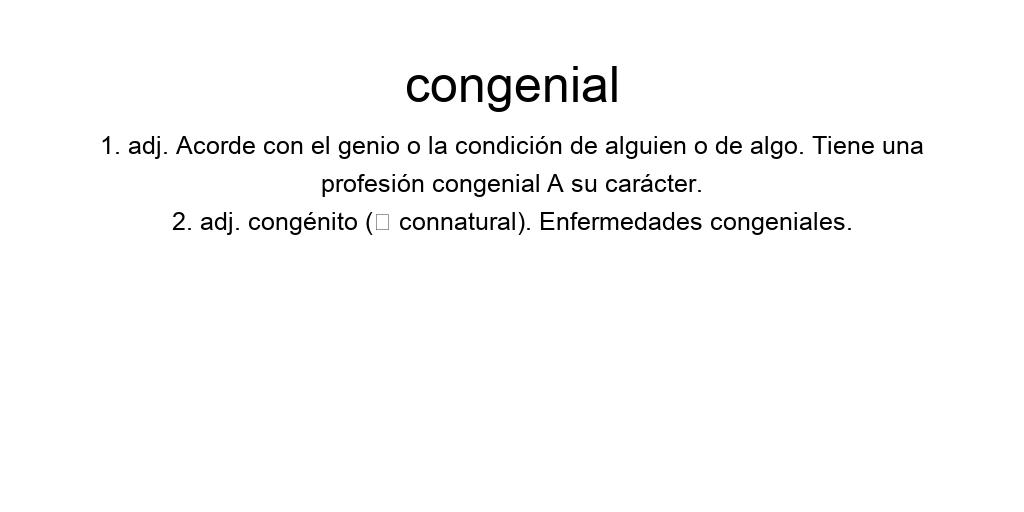 congenial
1. adj. Acorde con el genio o la condición de alguien o de algo. Tiene una
profesión congenial A su carácter.
2. adj. congénito (□ connatural). Enfermedades congeniales.